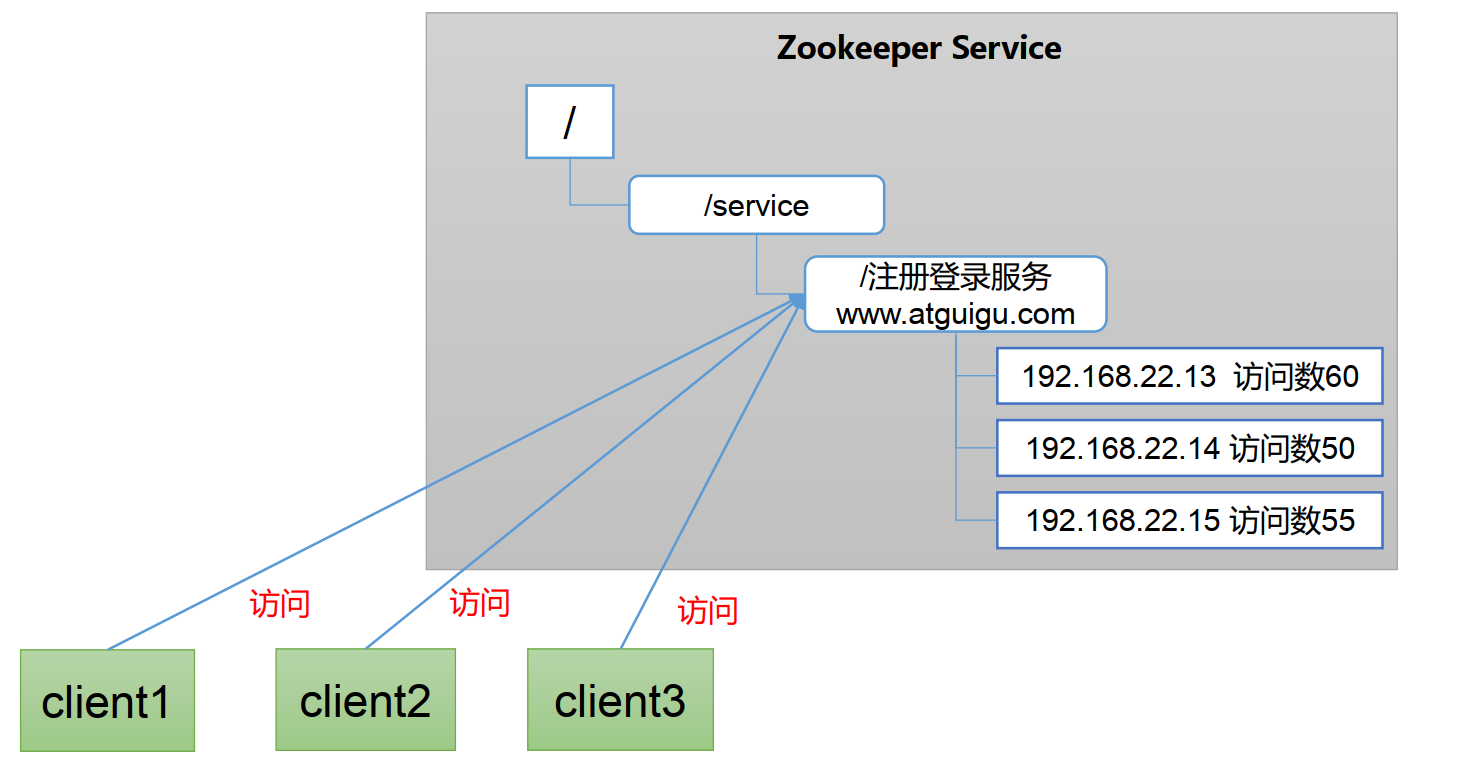 Zookeeper Service
/
/service
/注册登录服务
www.atguigu.com
192.168.22.13 访问数60
192.168.22.14 访问数50
192.168.22.15 访问数55
访问
访问
访问
client1
client2
client3